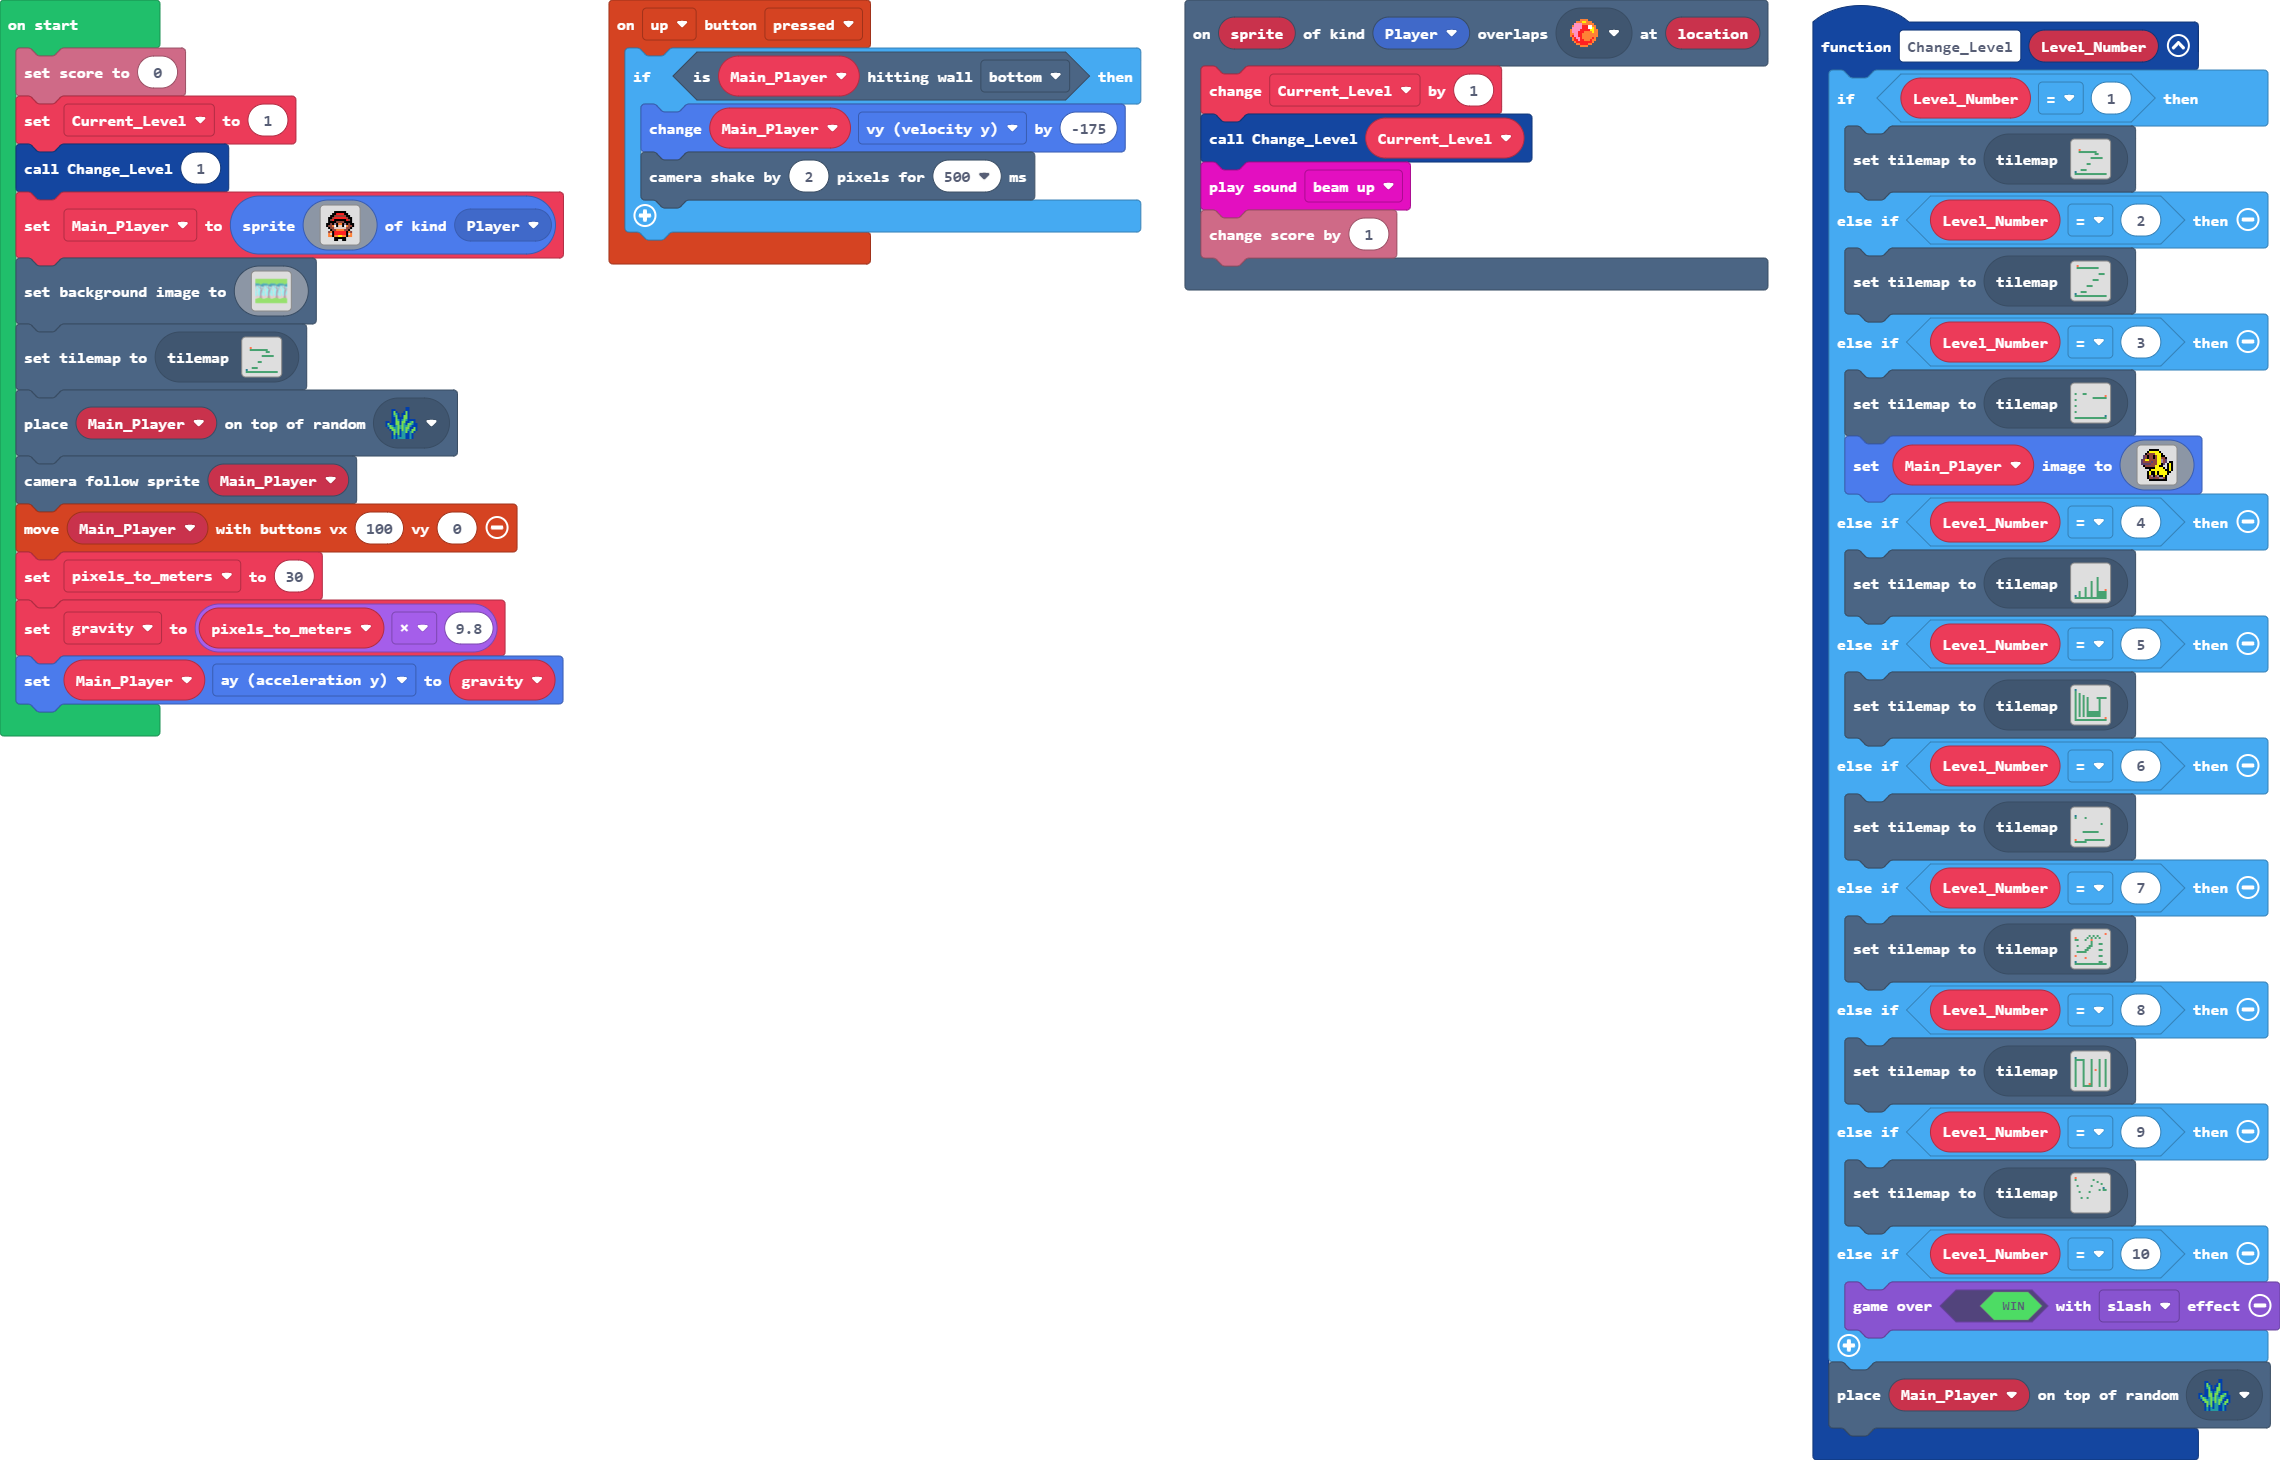 on start
set score to 0
set Current_Level to 1
call Change_Level 1
set Main_Player to sprite of kind Player
set background image to
set tilemap to tilemap
place Main_Player on top of random
camera follow sprite Main_Player
move Main_Player with buttons vx 100 vy 0
set pixels_to_meters to 30
set gravity to pixels_to_meters × 9.8
set Main_Player ay (acceleration y) to gravity
on up button pressed
if is Main_Player hitting wall bottom then
change Main_Player vy (velocity y) by -175
camera shake by 2 pixels for 500 ms
on sprite of kind Player overlaps at location
change Current_Level by 1
call Change_Level Current_Level
play sound beam up
change score by 1
function Change_Level Level_Number
if Level_Number = 1 then
set tilemap to tilemap
else if Level_Number = 2 then
set tilemap to tilemap
else if Level_Number = 3 then
set tilemap to tilemap
set Main_Player image to
else if Level_Number = 4 then
set tilemap to tilemap
else if Level_Number = 5 then
set tilemap to tilemap
else if Level_Number = 6 then
set tilemap to tilemap
else if Level_Number = 7 then
set tilemap to tilemap
else if Level_Number = 8 then
set tilemap to tilemap
else if Level_Number = 9 then
set tilemap to tilemap
else if Level_Number = 10 then
game over WIN with slash effect
place Main_Player on top of random